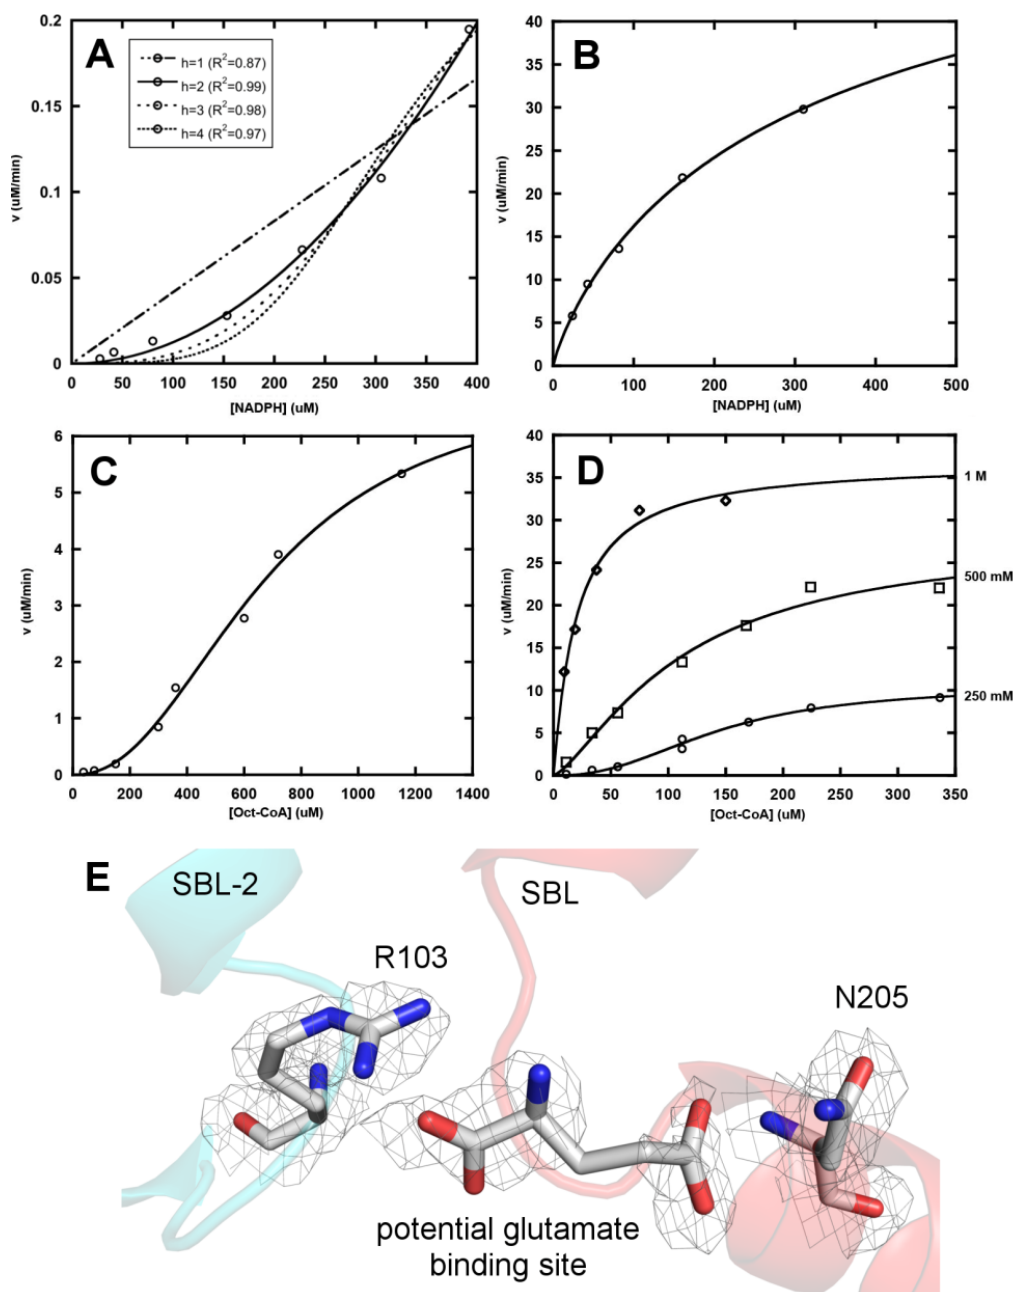 A
h=1 (R²=0.87)
h=2 (R²=0.99)
h=3 (R²=0.98)
h=4 (R²=0.97)
0.2
0.15
0.1
0.05
0
v (uM/min)
0 50 100 150 200 250 300 350 400
[NADPH] (uM)
B
40
35
30
25
20
15
10
5
0
v (uM/min)
0 100 200 300 400 500
[NADPH] (uM)
C
6
5
4
3
2
1
0
v (uM/min)
0 200 400 600 800 1000 1200 1400
[Oct-CoA] (uM)
D
40
35
30
25
20
15
10
5
0
v (uM/min)
1 M
500 mM
250 mM
0 50 100 150 200 250 300 350
[Oct-CoA] (uM)
E
SBL-2
SBL
R103
N205
potential glutamate
binding site